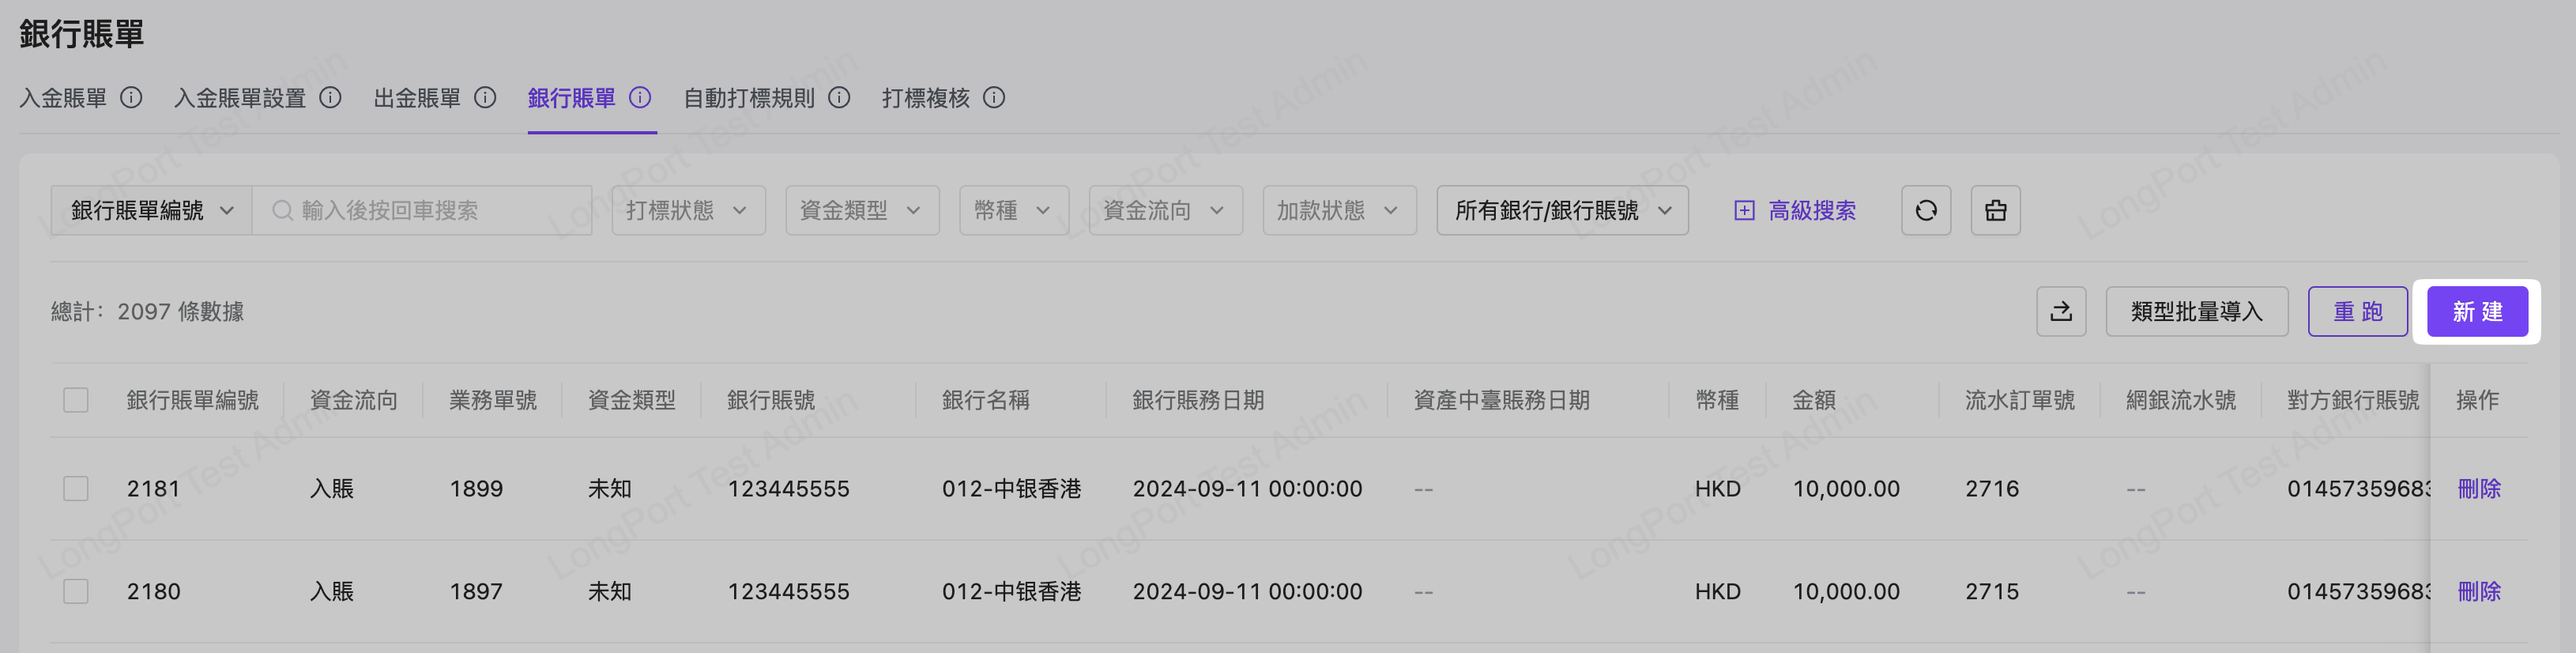 銀行賬單
入金賬單 入金賬單設置 出金賬單 銀行賬單 自動打標規則 打標複核
銀行賬單編號 輸入後按回車搜索 打標狀態 資金類型 幣種 資金流向 加款狀態 所有銀行/銀行賬號 高級搜索
總計：2097 條數據 類型批量導入 重 跑 新 建
銀行賬單編號 資金流向 業務單號 資金類型 銀行賬號 銀行名稱 銀行賬務日期 資產中臺賬務日期 幣種 金額 流水訂單號 網銀流水號 對方銀行賬號 操作
2181 入賬 1899 未知 123445555 012-中银香港 2024-09-11 00:00:00 -- HKD 10,000.00 2716 -- 01457359683 刪除
2180 入賬 1897 未知 123445555 012-中银香港 2024-09-11 00:00:00 -- HKD 10,000.00 2715 -- 01457359683 刪除
LongPort Test Admin